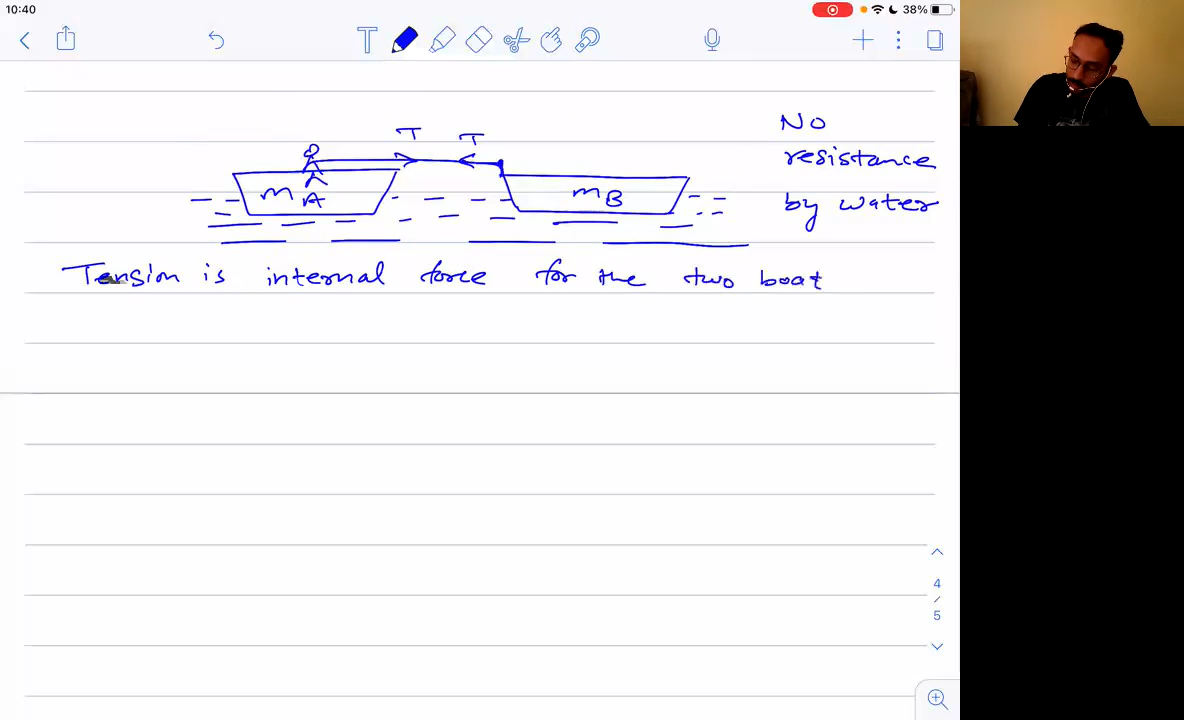 10:40
38%
T
T T
No
resistance
by water
m A
m B
Tension is internal force for the two boat
4
/
5